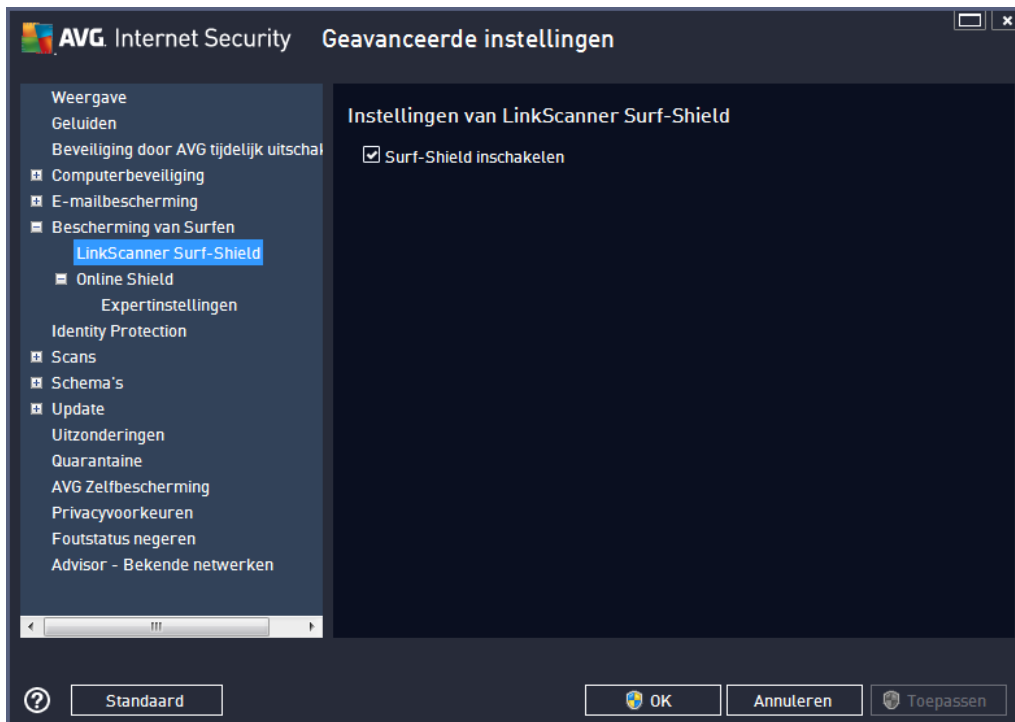 AVG. Internet Security Geavanceerde instellingen
Weergave
Geluiden
Beveiliging door AVG tijdelijk uitschak
Computerbeveiliging
E-mailbescherming
Bescherming van Surfen
LinkScanner Surf-Shield
Online Shield
Expertinstellingen
Identity Protection
Scans
Schema's
Update
Uitzonderingen
Quarantaine
AVG Zelfbescherming
Privacyvoorkeuren
Foutstatus negeren
Advisor - Bekende netwerken
Instellingen van LinkScanner Surf-Shield
Surf-Shield inschakelen
? Standaard OK Annuleren Toepassen